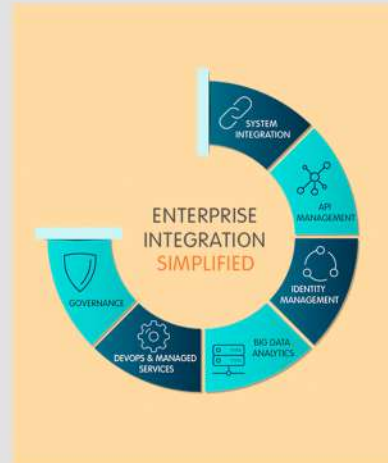 SYSTEM
INTEGRATION
API
MANAGEMENT
ENTERPRISE
INTEGRATION
SIMPLIFIED
IDENTITY
MANAGEMENT
GOVERNANCE
BIG DATA
ANALYTICS
DEVOPS & MANAGED
SERVICES